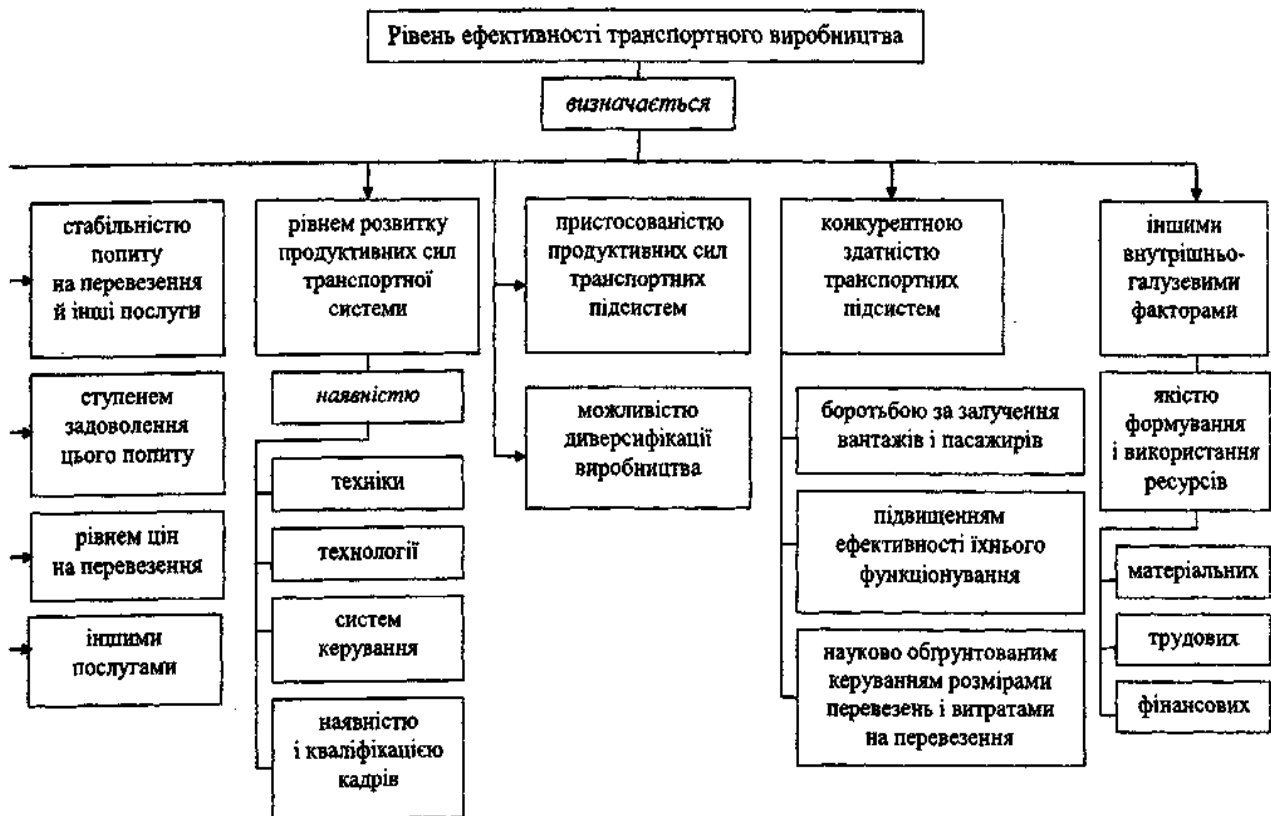 Рівень ефективності транспортного виробництва
визначається
стабільністю
попиту
на перевезення
й інші послуги
ступенем
задоволення
цього попиту
рівнем цін
на перевезення
іншими
послугами
рівнем розвитку
продуктивних сил
транспортної
системи
наявністю
техніки
технології
систем
керування
наявністю
і кваліфікацією
кадрів
пристосованістю
продуктивних сил
транспортних
підсистем
можливістю
диверсифікації
виробництва
конкурентною
здатністю
транспортних
підсистем
боротьбою за залучення
вантажів і пасажирів
підвищенням
ефективності їхнього
функціонування
науково обґрунтованим
керуванням розмірами
перевезень і витратами
на перевезення
іншими
внутрішньо-
галузевими
факторами
якістю
формування
і використання
ресурсів
матеріальних
трудових
фінансових